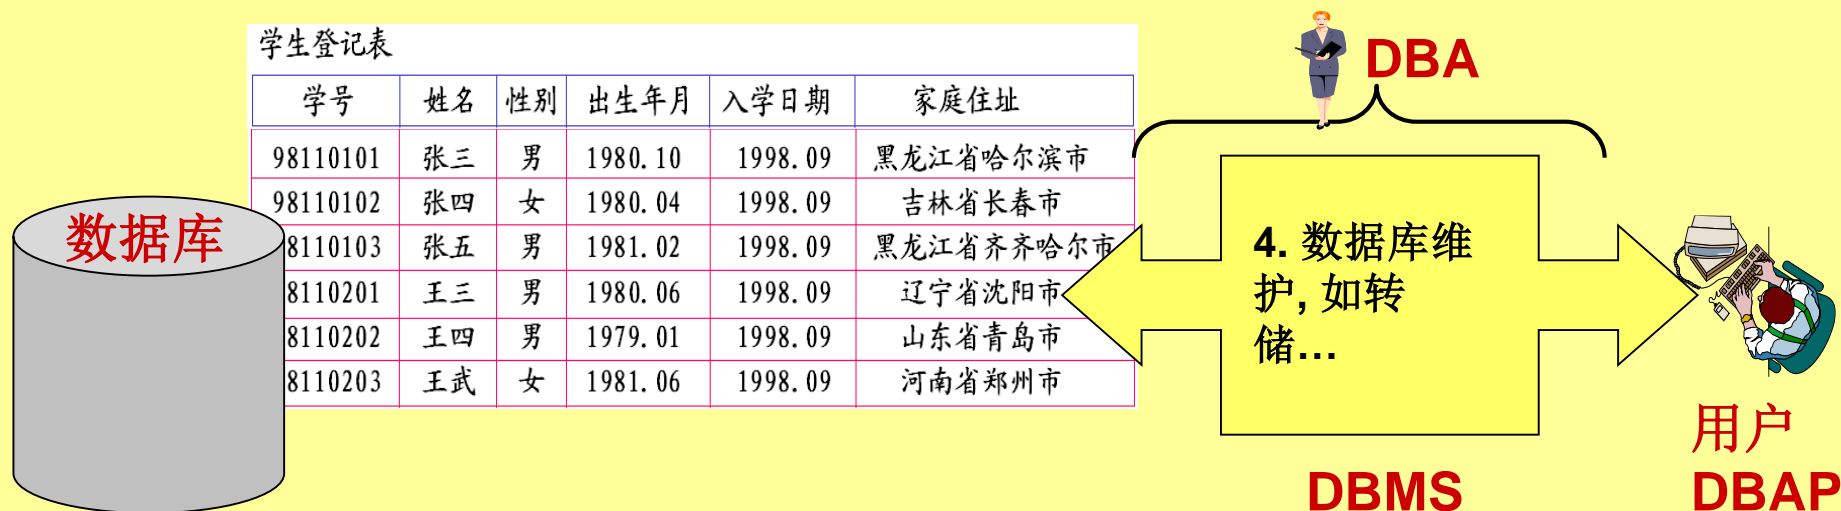 学生登记表
学号 姓名 性别 出生年月 入学日期 家庭住址
98110101 张三 男 1980.10 1998.09 黑龙江省哈尔滨市
98110102 张四 女 1980.04 1998.09 吉林省长春市
8110103 张五 男 1981.02 1998.09 黑龙江省齐齐哈尔市
8110201 王三 男 1980.06 1998.09 辽宁省沈阳市
8110202 王四 男 1979.01 1998.09 山东省青岛市
8110203 王武 女 1981.06 1998.09 河南省郑州市
数据库
DBA
4. 数据库维
护, 如转
储...
DBMS
用户
DBAP